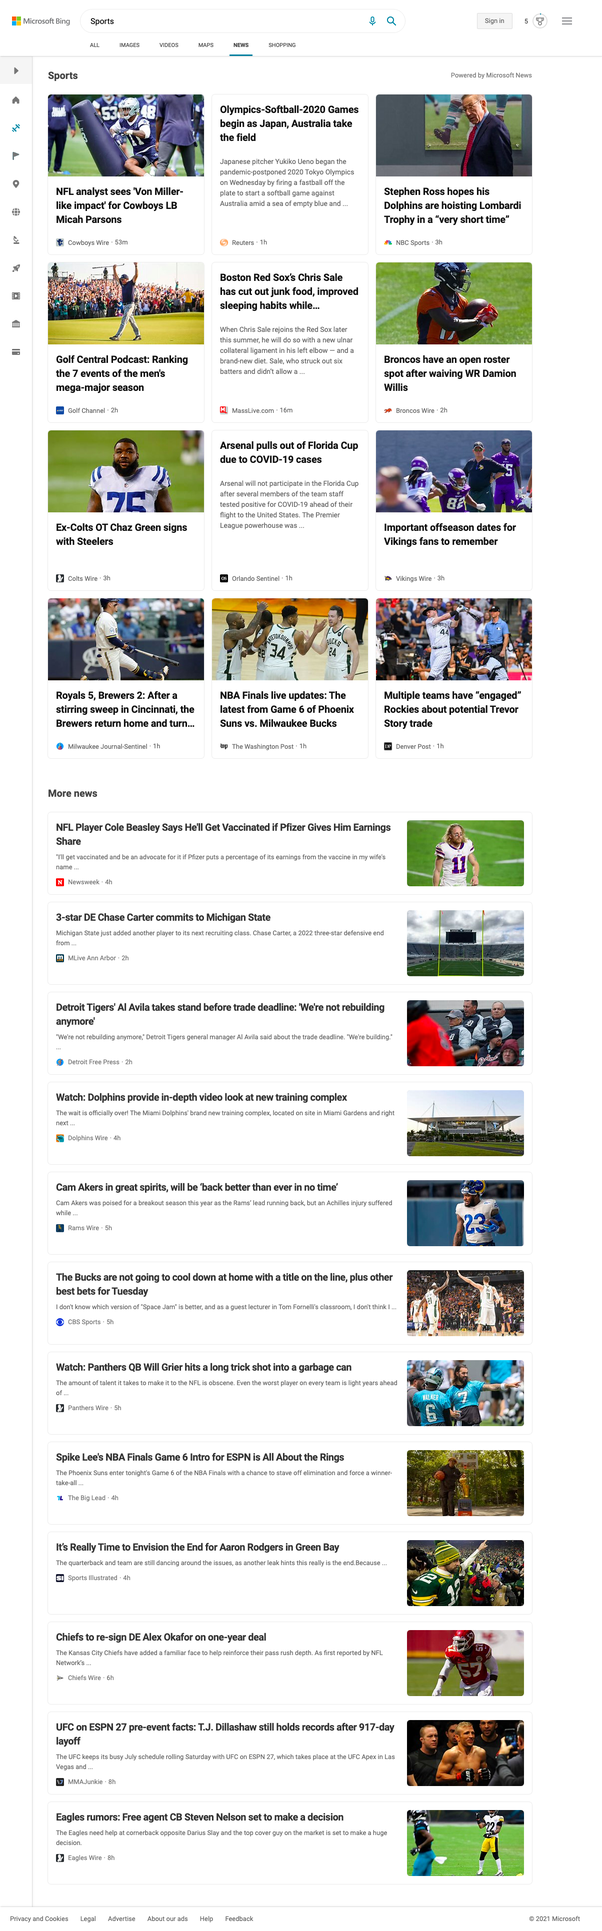 Microsoft Bing
Sports
Sign in
5
ALL IMAGES VIDEOS MAPS NEWS SHOPPING
Sports
Powered by Microsoft News
NFL analyst sees 'Von Miller-
like impact' for Cowboys LB
Micah Parsons
Cowboys Wire · 53m
Olympics-Softball-2020 Games
begin as Japan, Australia take
the field
Japanese pitcher Yukiko Ueno began the
pandemic-postponed 2020 Tokyo Olympics
on Wednesday by firing a fastball off the
plate to start a softball game against
Australia amid a sea of empty blue and ...
Reuters · 1h
Stephen Ross hopes his
Dolphins are hoisting Lombardi
Trophy in a “very short time”
NBC Sports · 3h
Golf Central Podcast: Ranking
the 7 events of the men's
mega-major season
Golf Channel · 2h
Boston Red Sox’s Chris Sale
has cut out junk food, improved
sleeping habits while...
When Chris Sale rejoins the Red Sox later
this summer, he will do so with a new ulnar
collateral ligament in his left elbow — and a
brand-new diet. Sale, who struck out six
batters and didn’t allow a ...
MassLive.com · 16m
Broncos have an open roster
spot after waiving WR Damion
Willis
Broncos Wire · 2h
75
Ex-Colts OT Chaz Green signs
with Steelers
Colts Wire · 3h
Arsenal pulls out of Florida Cup
due to COVID-19 cases
Arsenal will not participate in the Florida Cup
after several members of the team staff
tested positive for COVID-19 ahead of their
flight to the United States. The Premier
League powerhouse was ...
Orlando Sentinel · 1h
Important offseason dates for
Vikings fans to remember
Vikings Wire · 3h
Royals 5, Brewers 2: After a
stirring sweep in Cincinnati, the
Brewers return home and turn...
Milwaukee Journal-Sentinel · 1h
34
NBA Finals live updates: The
latest from Game 6 of Phoenix
Suns vs. Milwaukee Bucks
The Washington Post · 1h
44
Multiple teams have “engaged”
Rockies about potential Trevor
Story trade
Denver Post · 1h
More news
NFL Player Cole Beasley Says He'll Get Vaccinated if Pfizer Gives Him Earnings
Share
"I'll get vaccinated and be an advocate for it if Pfizer puts a percentage of its earnings from the vaccine in my wife's
name ...
Newsweek · 4h
11
3-star DE Chase Carter commits to Michigan State
Michigan State just added another player to its next recruiting class. Chase Carter, a 2022 three-star defensive end
from ...
MLive Ann Arbor · 2h
Detroit Tigers' Al Avila takes stand before trade deadline: 'We're not rebuilding
anymore'
"We're not rebuilding anymore," Detroit Tigers general manager Al Avila said about the trade deadline. "We're building."
...
Detroit Free Press · 2h
Watch: Dolphins provide in-depth video look at new training complex
The wait is officially over! The Miami Dolphins’ brand new training complex, located on site in Miami Gardens and right
next ...
Dolphins Wire · 4h
Cam Akers in great spirits, will be ‘back better than ever in no time’
Cam Akers was poised for a breakout season this year as the Rams’ lead running back, but an Achilles injury suffered
while ...
Rams Wire · 5h
23
The Bucks are not going to cool down at home with a title on the line, plus other
best bets for Tuesday
I don't know which version of "Space Jam" is better, and as a guest lecturer in Tom Fornelli's classroom, I don't think I ...
CBS Sports · 5h
Watch: Panthers QB Will Grier hits a long trick shot into a garbage can
The amount of talent it takes to make it to the NFL is obscene. Even the worst player on every team is light years ahead
of ...
Panthers Wire · 5h
6
7
Spike Lee's NBA Finals Game 6 Intro for ESPN is All About the Rings
The Phoenix Suns enter tonight's Game 6 of the NBA Finals with a chance to stave off elimination and force a winner-
take-all ...
The Big Lead · 4h
It’s Really Time to Envision the End for Aaron Rodgers in Green Bay
The quarterback and team are still dancing around the issues, as another leak hints this really is the end.Because ...
Sports Illustrated · 4h
12
Chiefs to re-sign DE Alex Okafor on one-year deal
The Kansas City Chiefs have added a familiar face to help reinforce their pass rush depth. As first reported by NFL
Network’s ...
Chiefs Wire · 6h
57
UFC on ESPN 27 pre-event facts: T.J. Dillashaw still holds records after 917-day
layoff
The UFC keeps its busy July schedule rolling Saturday with UFC on ESPN 27, which takes place at the UFC Apex in Las
Vegas and ...
MMAJunkie · 8h
Eagles rumors: Free agent CB Steven Nelson set to make a decision
The Eagles need help at cornerback opposite Darius Slay and the top cover guy on the market is set to make a huge
decision.
Eagles Wire · 8h
22
Privacy and Cookies Legal Advertise About our ads Help Feedback
© 2021 Microsoft